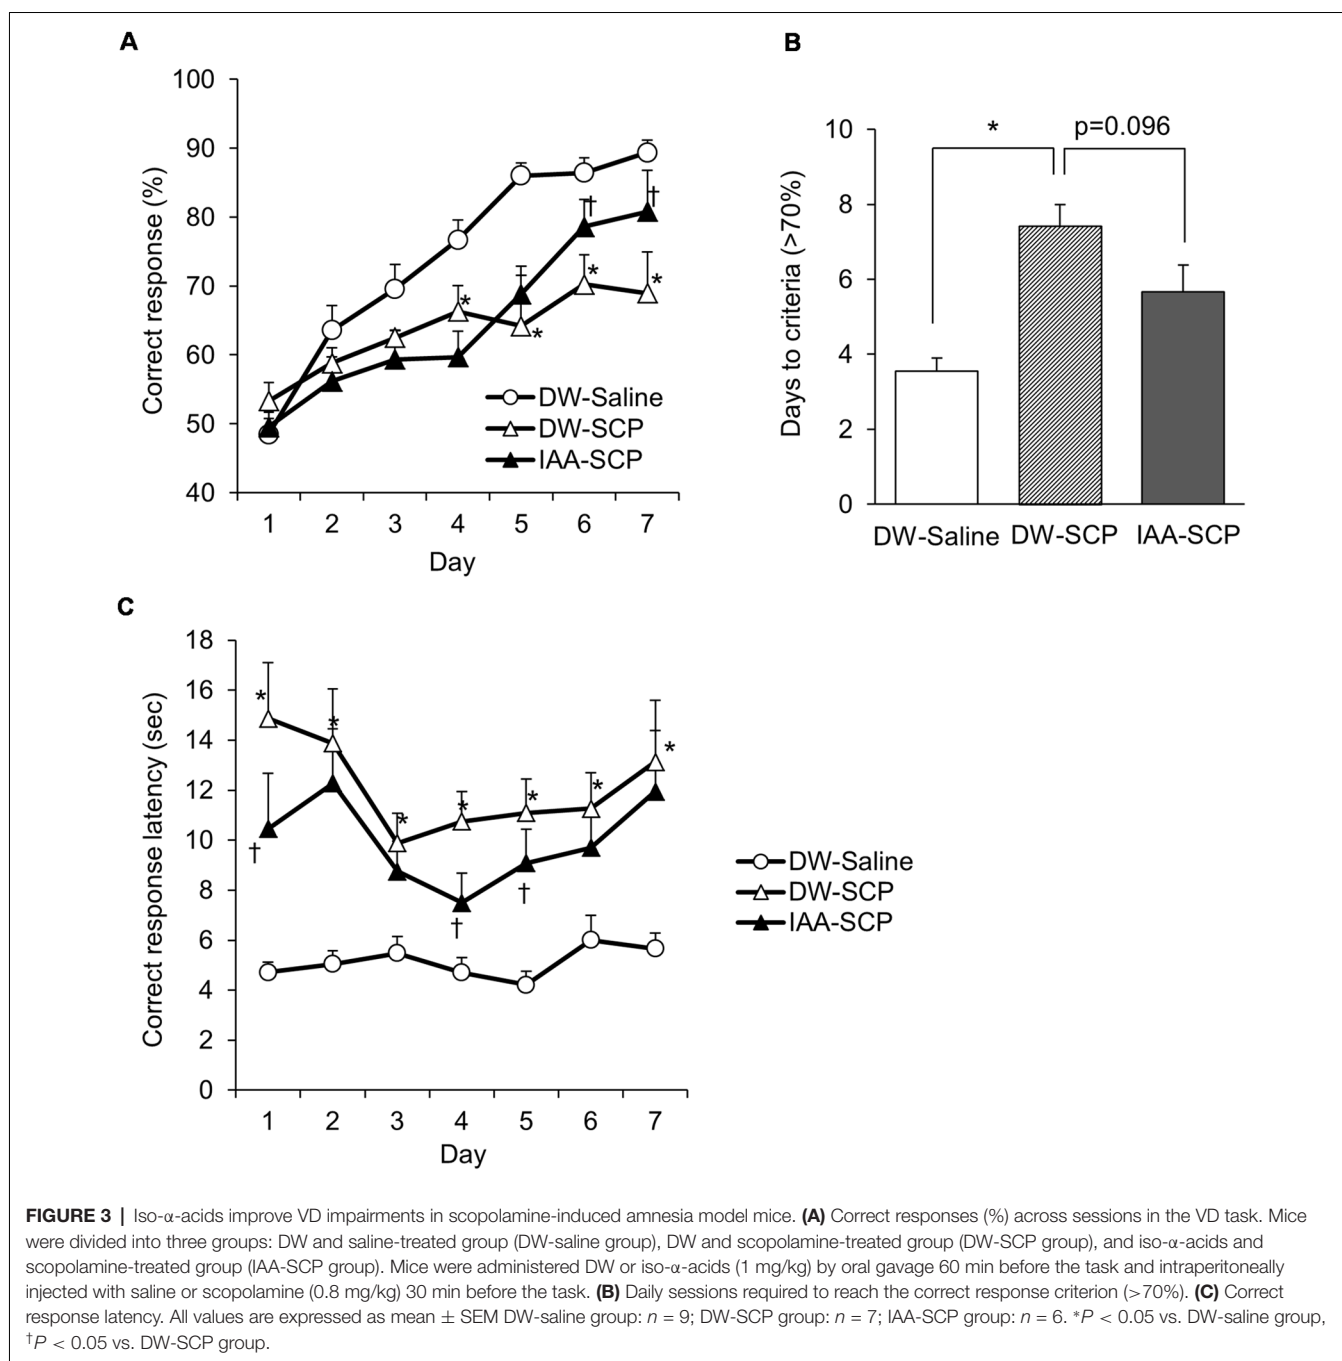 A
Correct response (%)
100
90
80
70
60
50
40
†
†
*
*
*
*
DW-Saline
DW-SCP
IAA-SCP
1 2 3 4 5 6 7
Day
B
Days to criteria (>70%)
10
8
6
4
2
0
*
p=0.096
DW-Saline DW-SCP IAA-SCP
C
Correct response latency (sec)
18
16
14
12
10
8
6
4
2
0
*
*
*
*
*
*
*
†
†
†
DW-Saline
DW-SCP
IAA-SCP
1 2 3 4 5 6 7
Day
FIGURE 3 | Iso-α-acids improve VD impairments in scopolamine-induced amnesia model mice. (A) Correct responses (%) across sessions in the VD task. Mice
were divided into three groups: DW and saline-treated group (DW-saline group), DW and scopolamine-treated group (DW-SCP group), and iso-α-acids and
scopolamine-treated group (IAA-SCP group). Mice were administered DW or iso-α-acids (1 mg/kg) by oral gavage 60 min before the task and intraperitoneally
injected with saline or scopolamine (0.8 mg/kg) 30 min before the task. (B) Daily sessions required to reach the correct response criterion (>70%). (C) Correct
response latency. All values are expressed as mean ± SEM DW-saline group: n = 9; DW-SCP group: n = 7; IAA-SCP group: n = 6. *P < 0.05 vs. DW-saline group,
†P < 0.05 vs. DW-SCP group.